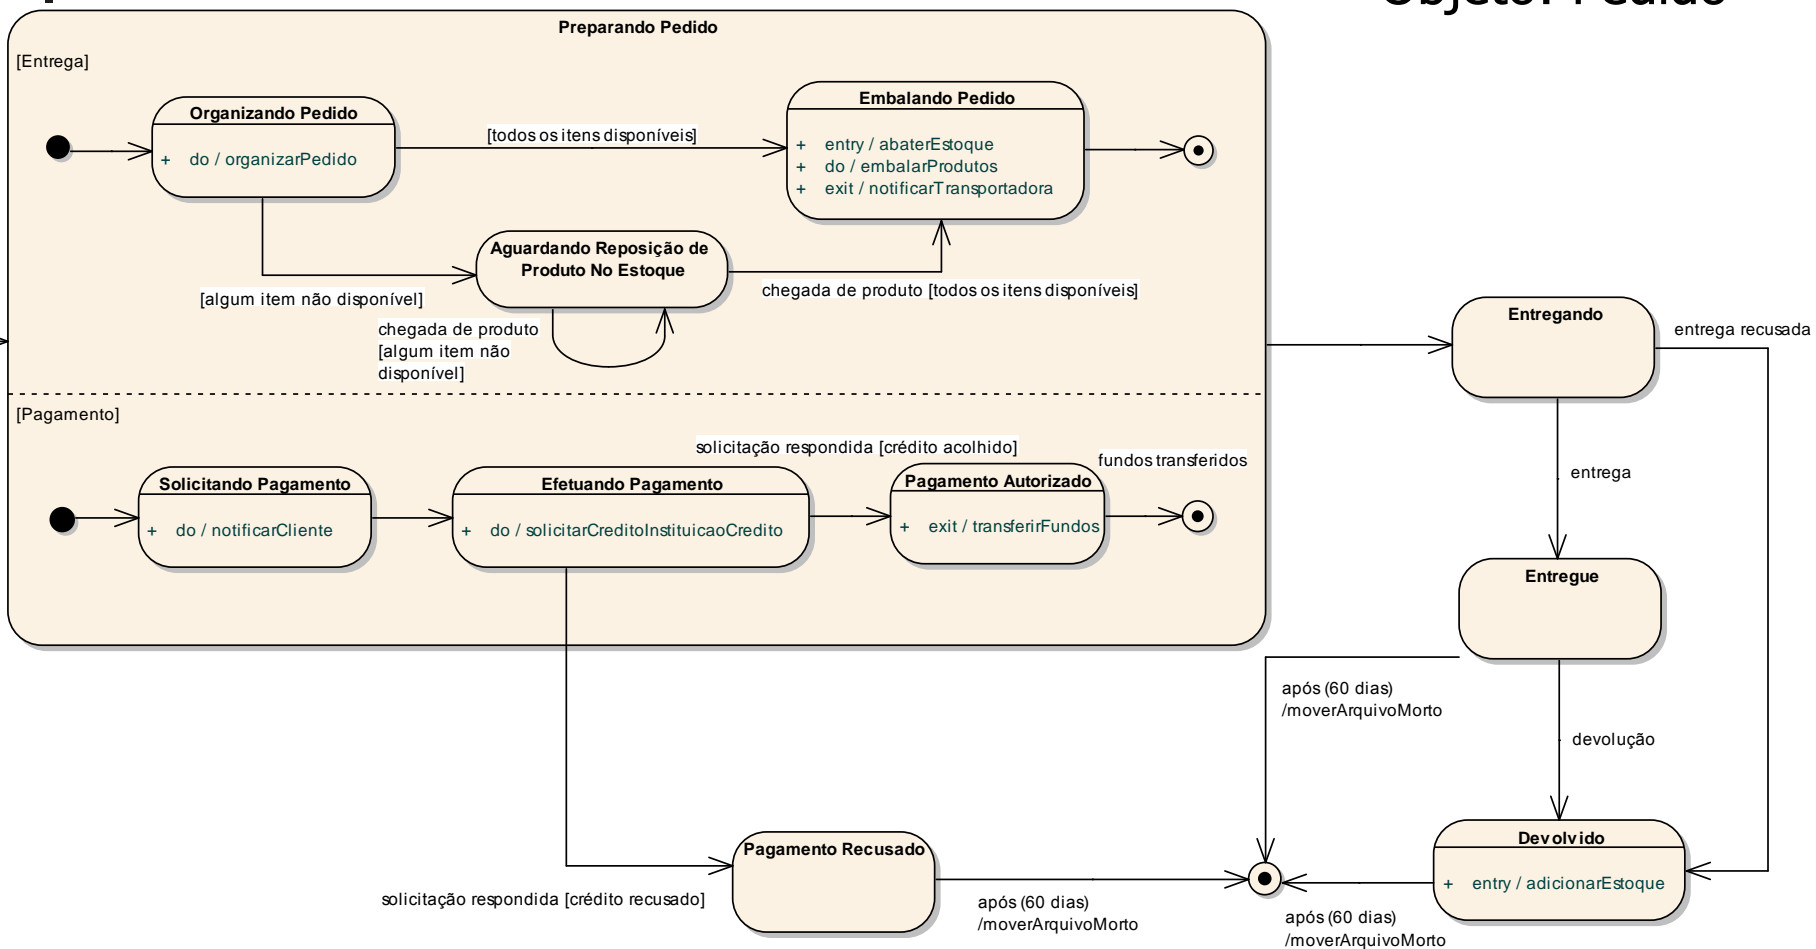 Objeto: Pedido
Preparando Pedido
[Entrega]
Organizando Pedido
+ do / organizarPedido
[todos os itens disponíveis]
Embalando Pedido
+ entry / abaterEstoque
+ do / embalarProdutos
+ exit / notificarTransportadora
Aguardando Reposição de
Produto No Estoque
[algum item não disponível]
chegada de produto [todos os itens disponíveis]
chegada de produto
[algum item não
disponível]
Entregando
entrega recusada
[Pagamento]
solicitação respondida [crédito acolhido]
fundos transferidos
Solicitando Pagamento
+ do / notificarCliente
Efetuando Pagamento
+ do / solicitarCreditoInstituicaoCredito
Pagamento Autorizado
+ exit / transferirFundos
entrega
Entregue
após (60 dias)
/moverArquivoMorto
devolução
Pagamento Recusado
Devolvido
+ entry / adicionarEstoque
solicitação respondida [crédito recusado]
após (60 dias)
/moverArquivoMorto
após (60 dias)
/moverArquivoMorto